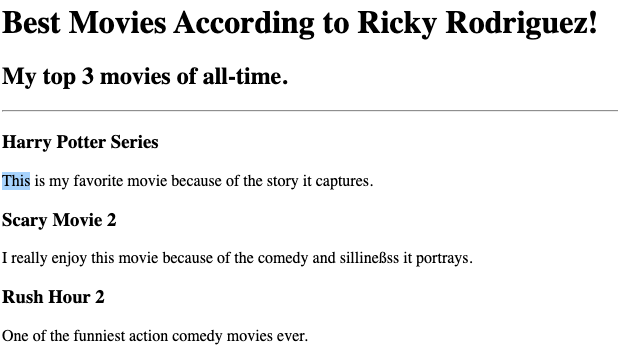 Best Movies According to Ricky Rodriguez!
My top 3 movies of all-time.
Harry Potter Series
This is my favorite movie because of the story it captures.
Scary Movie 2
I really enjoy this movie because of the comedy and sillineßss it portrays.
Rush Hour 2
One of the funniest action comedy movies ever.